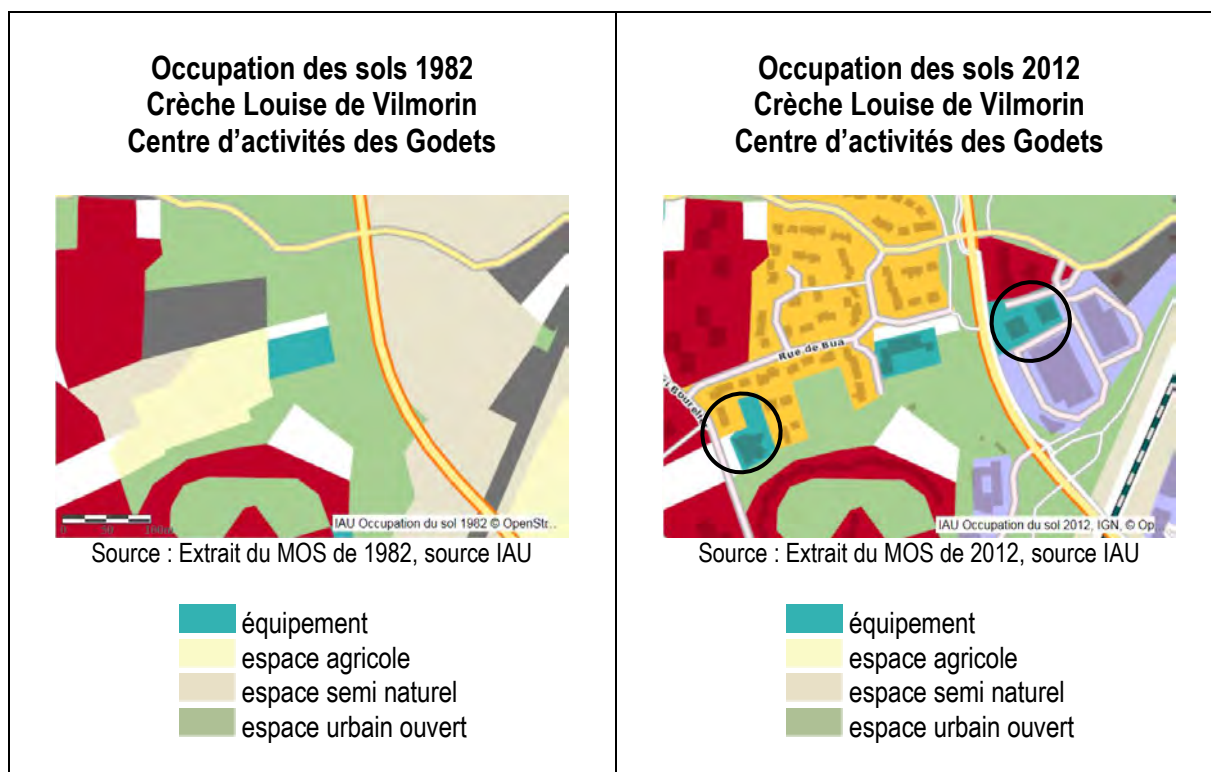 Occupation des sols 1982
Crèche Louise de Vilmorin
Centre d'activités des Godets
0 50 100m
IAU Occupation du sol 1982 © OpenStr...
Source : Extrait du MOS de 1982, source IAU
équipement
espace agricole
espace semi naturel
espace urbain ouvert
Occupation des sols 2012
Crèche Louise de Vilmorin
Centre d'activités des Godets
Rue de Bua
IAU Occupation du sol 2012, IGN, © Op...
Source : Extrait du MOS de 2012, source IAU
équipement
espace agricole
espace semi naturel
espace urbain ouvert